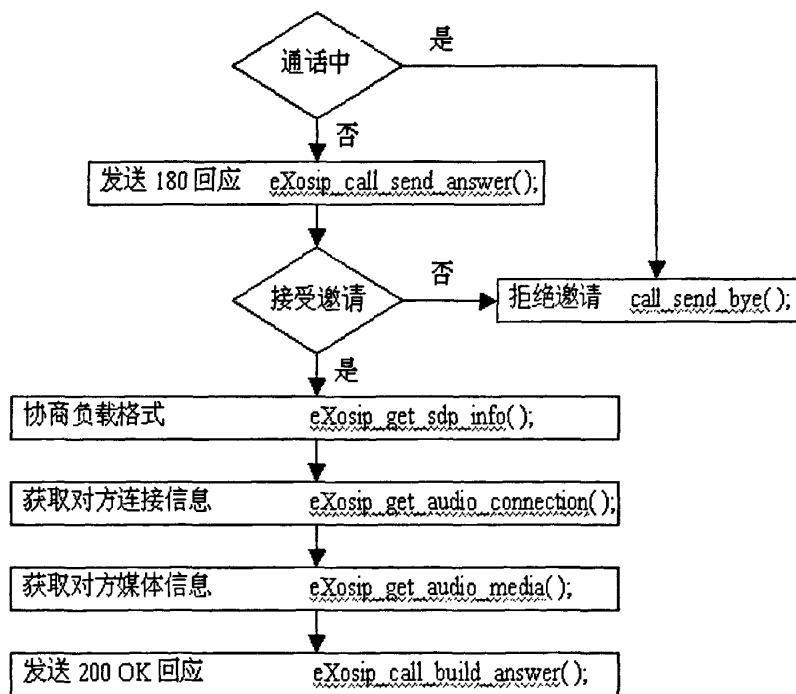 通话中
是
否
发送 180 回应 eXosip_call_send_answer();
接受邀请
否
拒绝邀请 call_send_bye();
是
协商负载格式 eXosip_get_sdp_info();
获取对方连接信息 eXosip_get_audio_connection();
获取对方媒体信息 eXosip_get_audio_media();
发送 200 OK 回应 eXosip_call_build_answer();